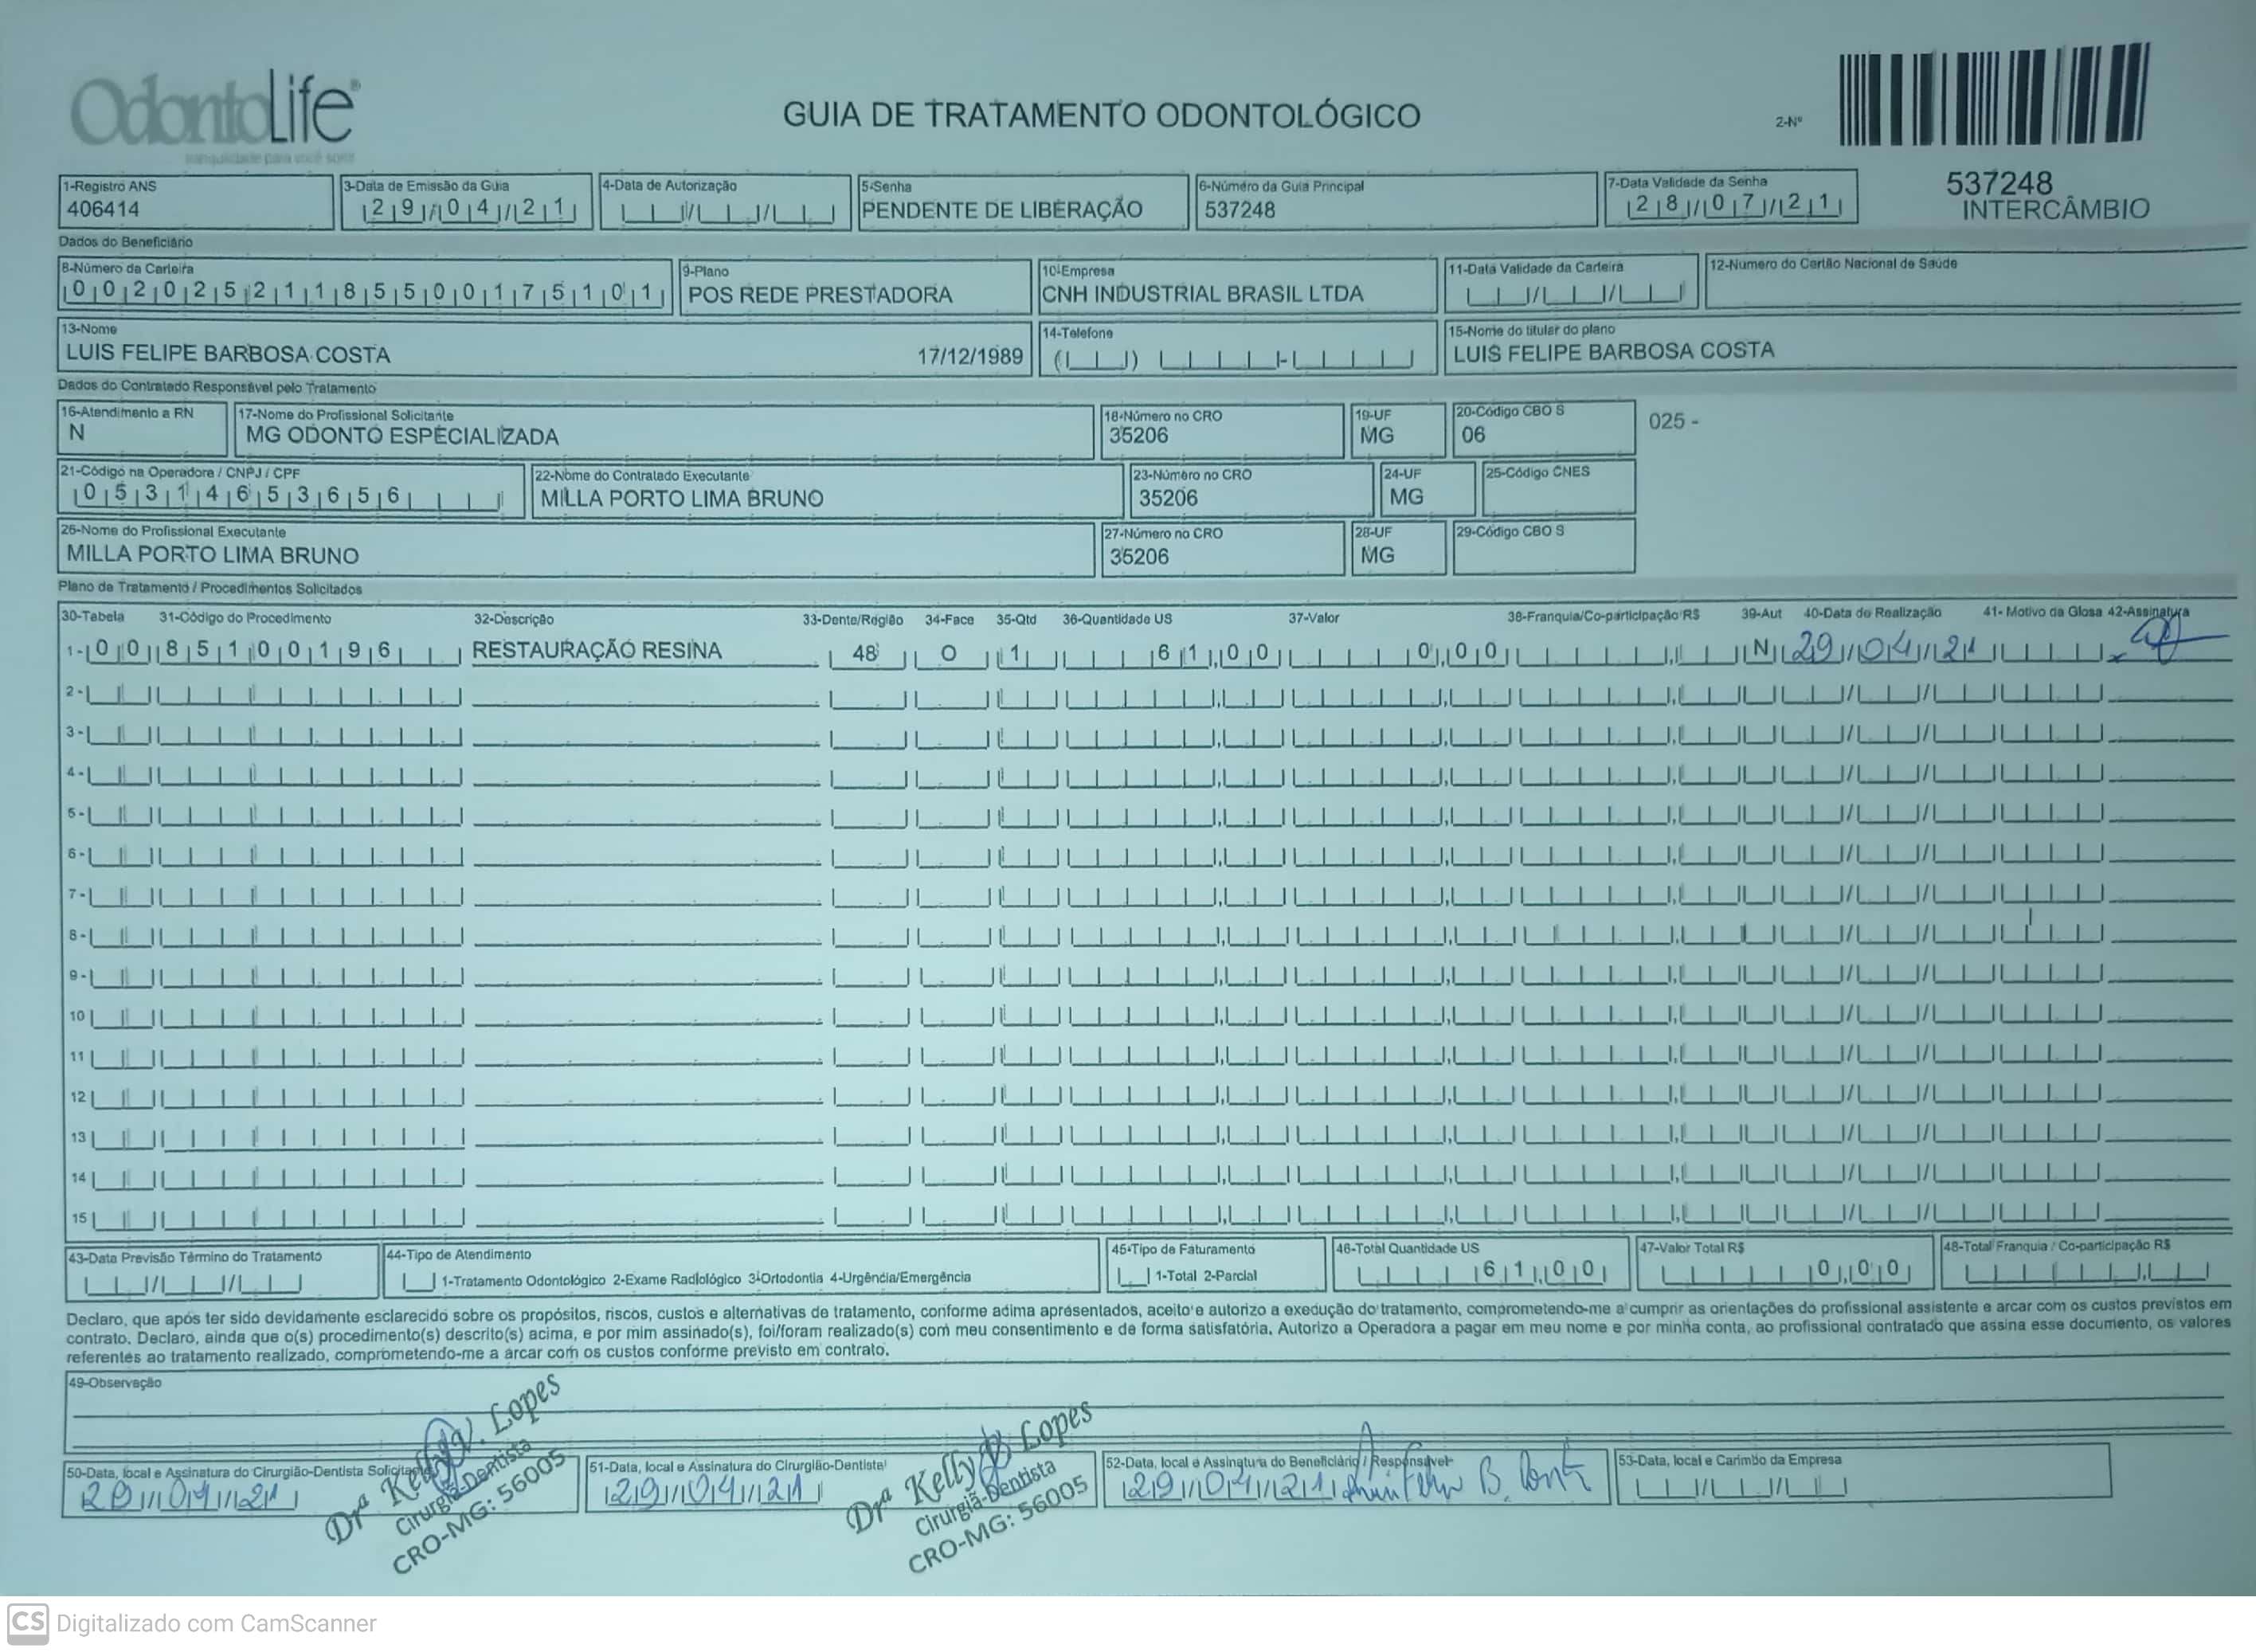 OdontoLife®
tranquilidade para você sorrir
GUIA DE TRATAMENTO ODONTOLÓGICO
2-Nº
537248
INTERCÂMBIO
1-Registro ANS
406414
3-Data de Emissão da Guia
29/04/21
4-Data de Autorização
5-Senha
PENDENTE DE LIBERAÇÃO
6-Número da Guia Principal
537248
7-Data Validade da Senha
28/07/21
Dados do Beneficiário
8-Número da Carteira
00202521185500175101
9-Plano
POS REDE PRESTADORA
10-Empresa
CNH INDUSTRIAL BRASIL LTDA
11-Data Validade da Carteira
12-Numero do Cartão Nacional de Saúde
13-Nome
LUIS FELIPE BARBOSA COSTA 17/12/1989
14-Telefone
15-Nome do titular do plano
LUIS FELIPE BARBOSA COSTA
Dados do Contratado Responsável pelo Tratamento
16-Atendimento a RN
N
17-Nome do Profissional Solicitante
MG ODONTO ESPECIALIZADA
18-Número no CRO
35206
19-UF
MG
20-Código CBO S
06
025 -
21-Código na Operadora / CNPJ / CPF
05314653656
22-Nome do Contratado Executante
MILLA PORTO LIMA BRUNO
23-Número no CRO
35206
24-UF
MG
25-Código CNES
26-Nome do Profissional Executante
MILLA PORTO LIMA BRUNO
27-Número no CRO
35206
28-UF
MG
29-Código CBO S
Plano de Tratamento / Procedimentos Solicitados
30-Tabela 31-Código do Procedimento 32-Descrição 33-Dente/Região 34-Face 35-Qtd 36-Quantidade US 37-Valor 38-Franquia/Co-participação R$ 39-Aut 40-Data de Realização 41- Motivo da Glosa 42-Assinatura
1- 00 85100196 RESTAURAÇÃO RESINA 48 O 1 61,00 0,00 N 29/04/21
2-
3-
4-
5-
6-
7-
8-
9-
10
11
12
13
14
15
43-Data Previsão Término do Tratamento
44-Tipo de Atendimento
1-Tratamento Odontológico 2-Exame Radiológico 3-Ortodontia 4-Urgência/Emergência
45-Tipo de Faturamento
1-Total 2-Parcial
46-Total Quantidade US
61,00
47-Valor Total R$
0,00
48-Total Franquia / Co-participação R$
Declaro, que após ter sido devidamente esclarecido sobre os propósitos, riscos, custos e alternativas de tratamento, conforme acima apresentados, aceito e autorizo a execução do tratamento, comprometendo-me a cumprir as orientações do profissional assistente e arcar com os custos previstos em
contrato. Declaro, ainda que o(s) procedimento(s) descrito(s) acima, e por mim assinado(s), foi/foram realizado(s) com meu consentimento e de forma satisfatória. Autorizo a Operadora a pagar em meu nome e por minha conta, ao profissional contratado que assina esse documento, os valores
referentes ao tratamento realizado, comprometendo-me a arcar com os custos conforme previsto em contrato.
49-Observação
50-Data, local e Assinatura do Cirurgião-Dentista Solicitante
29/04/21
Drª Kelly Lopes
Cirurgiã-Dentista
CRO-MG: 56005
51-Data, local e Assinatura do Cirurgião-Dentista
29/04/21
Drª Kelly Lopes
Cirurgiã-Dentista
CRO-MG: 56005
52-Data, local e Assinatura do Beneficiário / Responsável
29/04/21 B. Costa
53-Data, local e Carimbo da Empresa
CS Digitalizado com CamScanner